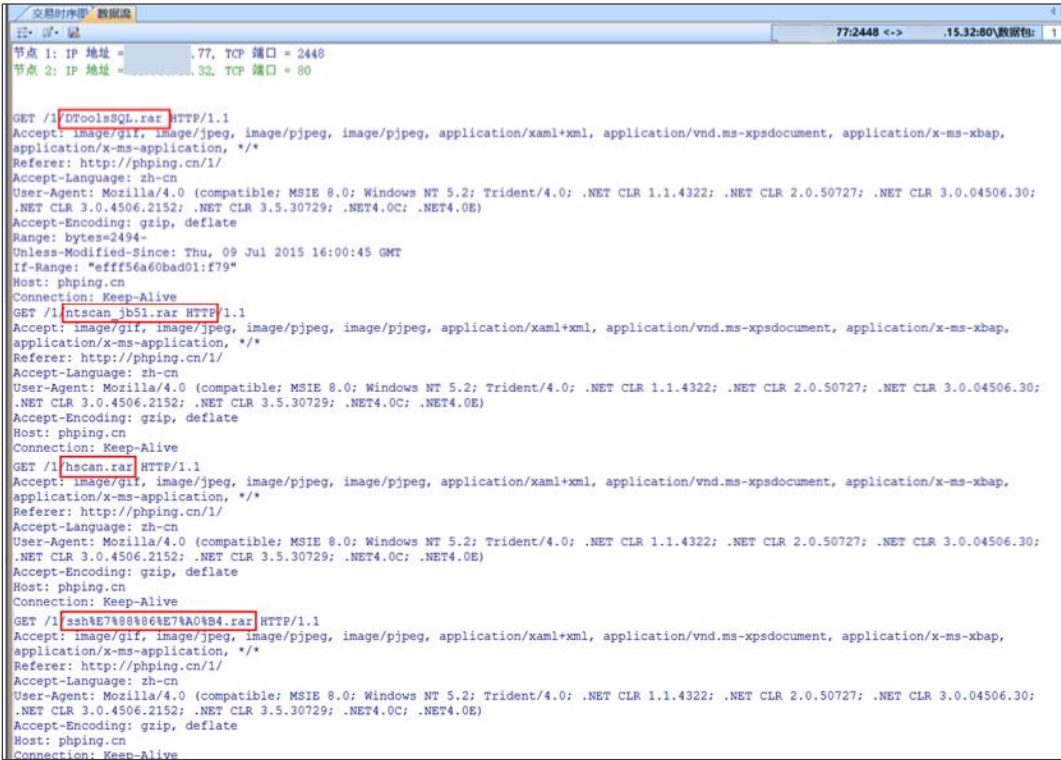 交易时序图 数据流
77:2448 <-> .15.32:80\数据包: 1
节点 1: IP 地址 = .77, TCP 端口 = 2448
节点 2: IP 地址 = .32, TCP 端口 = 80
GET /1/DToolsSQL.rar HTTP/1.1
Accept: image/gif, image/jpeg, image/pjpeg, image/pjpeg, application/xaml+xml, application/vnd.ms-xpsdocument, application/x-ms-xbap,
application/x-ms-application, */*
Referer: http://phping.cn/1/
Accept-Language: zh-cn
User-Agent: Mozilla/4.0 (compatible; MSIE 8.0; Windows NT 5.2; Trident/4.0; .NET CLR 1.1.4322; .NET CLR 2.0.50727; .NET CLR 3.0.04506.30;
.NET CLR 3.0.4506.2152; .NET CLR 3.5.30729; .NET4.0C; .NET4.0E)
Accept-Encoding: gzip, deflate
Range: bytes=2494-
Unless-Modified-Since: Thu, 09 Jul 2015 16:00:45 GMT
If-Range: "efff56a60bad01:f79"
Host: phping.cn
Connection: Keep-Alive
GET /1/ntscan_jb51.rar HTTP/1.1
Accept: image/gif, image/jpeg, image/pjpeg, image/pjpeg, application/xaml+xml, application/vnd.ms-xpsdocument, application/x-ms-xbap,
application/x-ms-application, */*
Referer: http://phping.cn/1/
Accept-Language: zh-cn
User-Agent: Mozilla/4.0 (compatible; MSIE 8.0; Windows NT 5.2; Trident/4.0; .NET CLR 1.1.4322; .NET CLR 2.0.50727; .NET CLR 3.0.04506.30;
.NET CLR 3.0.4506.2152; .NET CLR 3.5.30729; .NET4.0C; .NET4.0E)
Accept-Encoding: gzip, deflate
Host: phping.cn
Connection: Keep-Alive
GET /1/hscan.rar HTTP/1.1
Accept: image/gif, image/jpeg, image/pjpeg, image/pjpeg, application/xaml+xml, application/vnd.ms-xpsdocument, application/x-ms-xbap,
application/x-ms-application, */*
Referer: http://phping.cn/1/
Accept-Language: zh-cn
User-Agent: Mozilla/4.0 (compatible; MSIE 8.0; Windows NT 5.2; Trident/4.0; .NET CLR 1.1.4322; .NET CLR 2.0.50727; .NET CLR 3.0.04506.30;
.NET CLR 3.0.4506.2152; .NET CLR 3.5.30729; .NET4.0C; .NET4.0E)
Accept-Encoding: gzip, deflate
Host: phping.cn
Connection: Keep-Alive
GET /1/ssh%E7%88%86%E7%A0%B4.rar HTTP/1.1
Accept: image/gif, image/jpeg, image/pjpeg, image/pjpeg, application/xaml+xml, application/vnd.ms-xpsdocument, application/x-ms-xbap,
application/x-ms-application, */*
Referer: http://phping.cn/1/
Accept-Language: zh-cn
User-Agent: Mozilla/4.0 (compatible; MSIE 8.0; Windows NT 5.2; Trident/4.0; .NET CLR 1.1.4322; .NET CLR 2.0.50727; .NET CLR 3.0.04506.30;
.NET CLR 3.0.4506.2152; .NET CLR 3.5.30729; .NET4.0C; .NET4.0E)
Accept-Encoding: gzip, deflate
Host: phping.cn
Connection: Keep-Alive